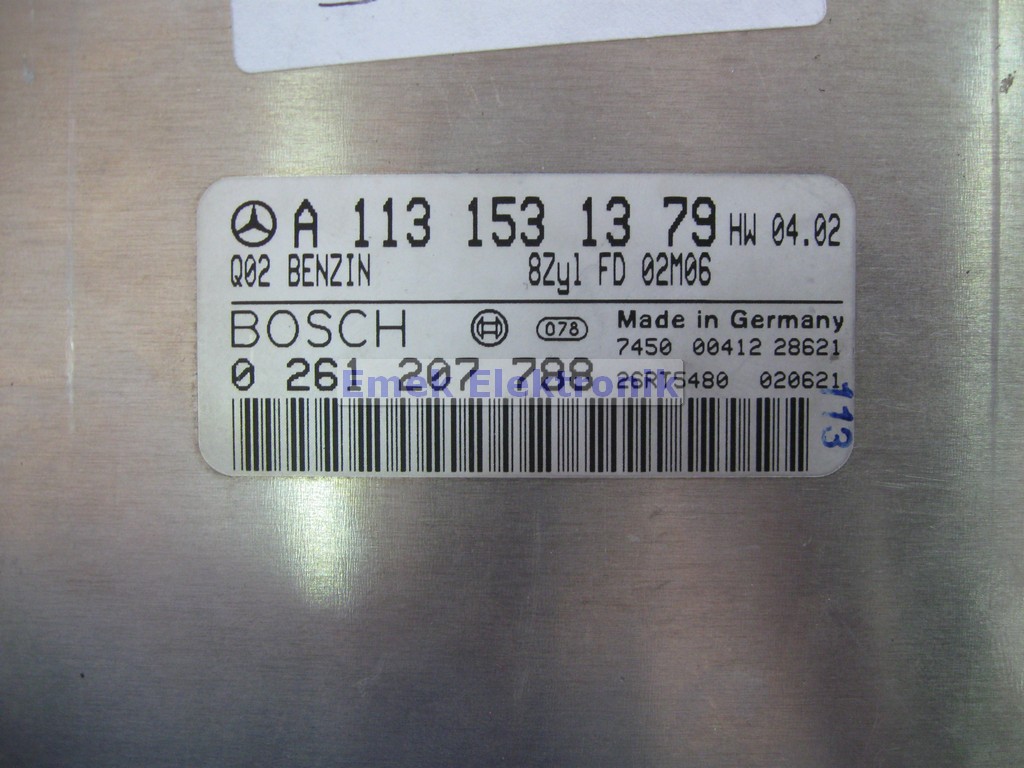 A 113 153 13 79 HW 04.02
Q02 BENZIN 8Zyl FD 02M06
BOSCH 078 Made in Germany
7450 00412 28621
0 261 207 788 26RT5480 020621
Emek Elektronik
113